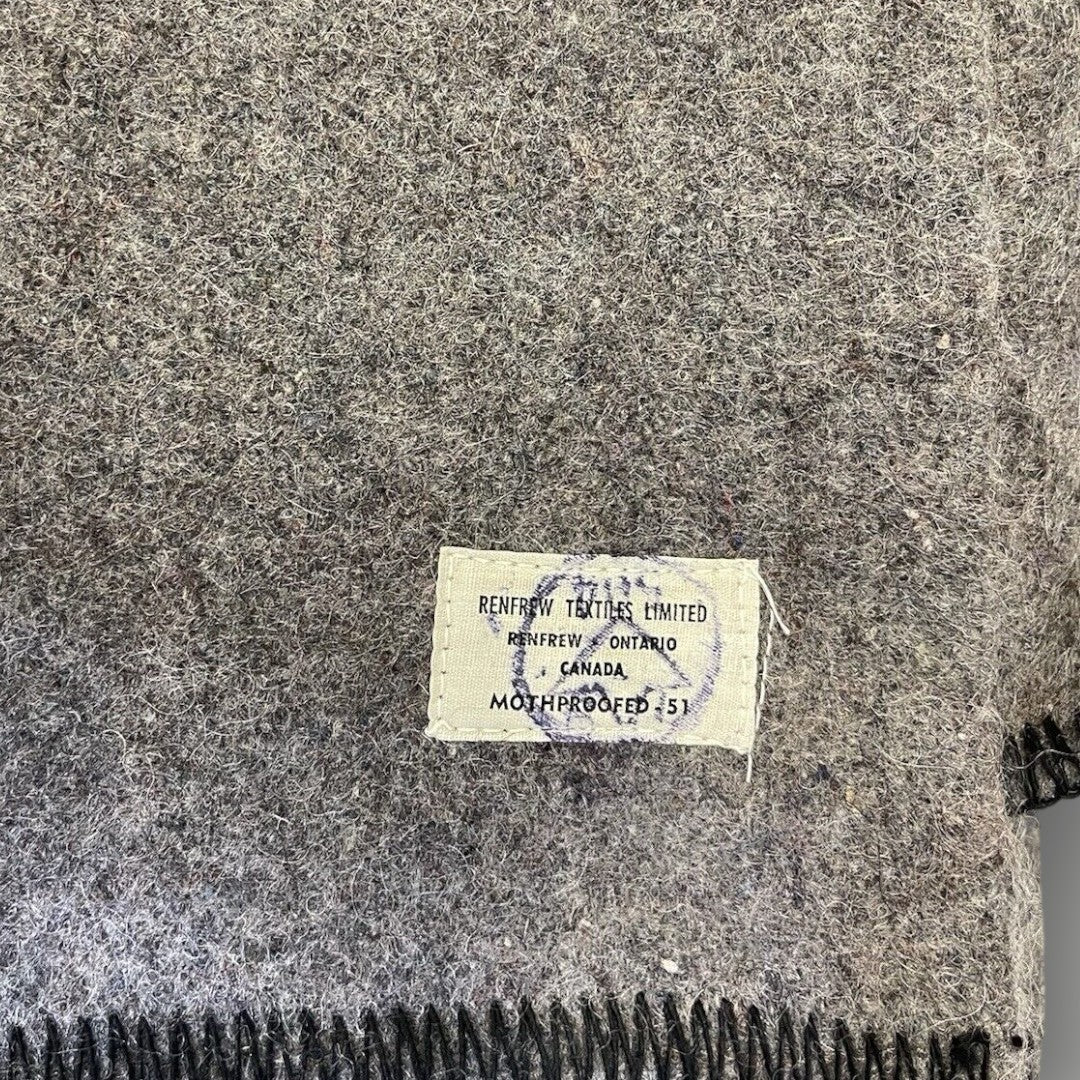 RENFREW TEXTILES LIMITED
RENFREW - ONTARIO
CANADA
MOTHPROOFED - 51